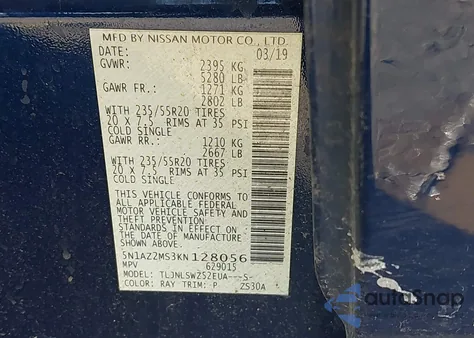 MFD BY NISSAN MOTOR CO., LTD.
DATE: 03/19
GVWR: 2395 KG
5280 LB
GAWR FR.: 1271 KG
2802 LB
WITH 235/55R20 TIRES
20 X 7.5 RIMS AT 35 PSI
COLD SINGLE
GAWR RR.: 1210 KG
2667 LB
WITH 235/55R20 TIRES
20 X 7.5 RIMS AT 35 PSI
COLD SINGLE
THIS VEHICLE CONFORMS TO
ALL APPLICABLE FEDERAL
MOTOR VEHICLE SAFETY AND
THEFT PREVENTION
STANDARDS IN EFFECT ON
THE DATE OF MANUFACTURE
5N1AZ2MS3KN128056
MPV 629015
MODEL: TLJNLSWZ52EUA---S-
COLOR: RAY TRIM: P ZS30A
autoSnap